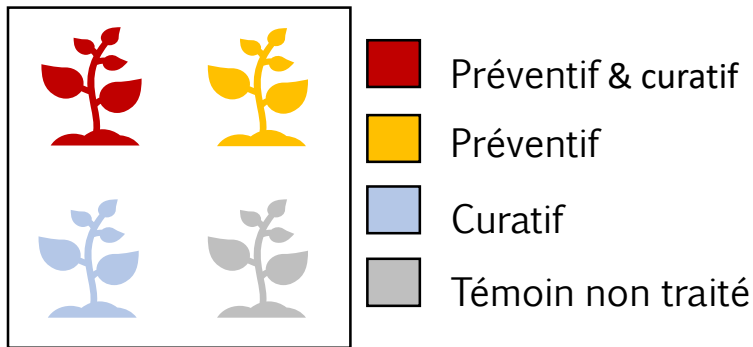 Préventif & curatif
Préventif
Curatif
Témoin non traité